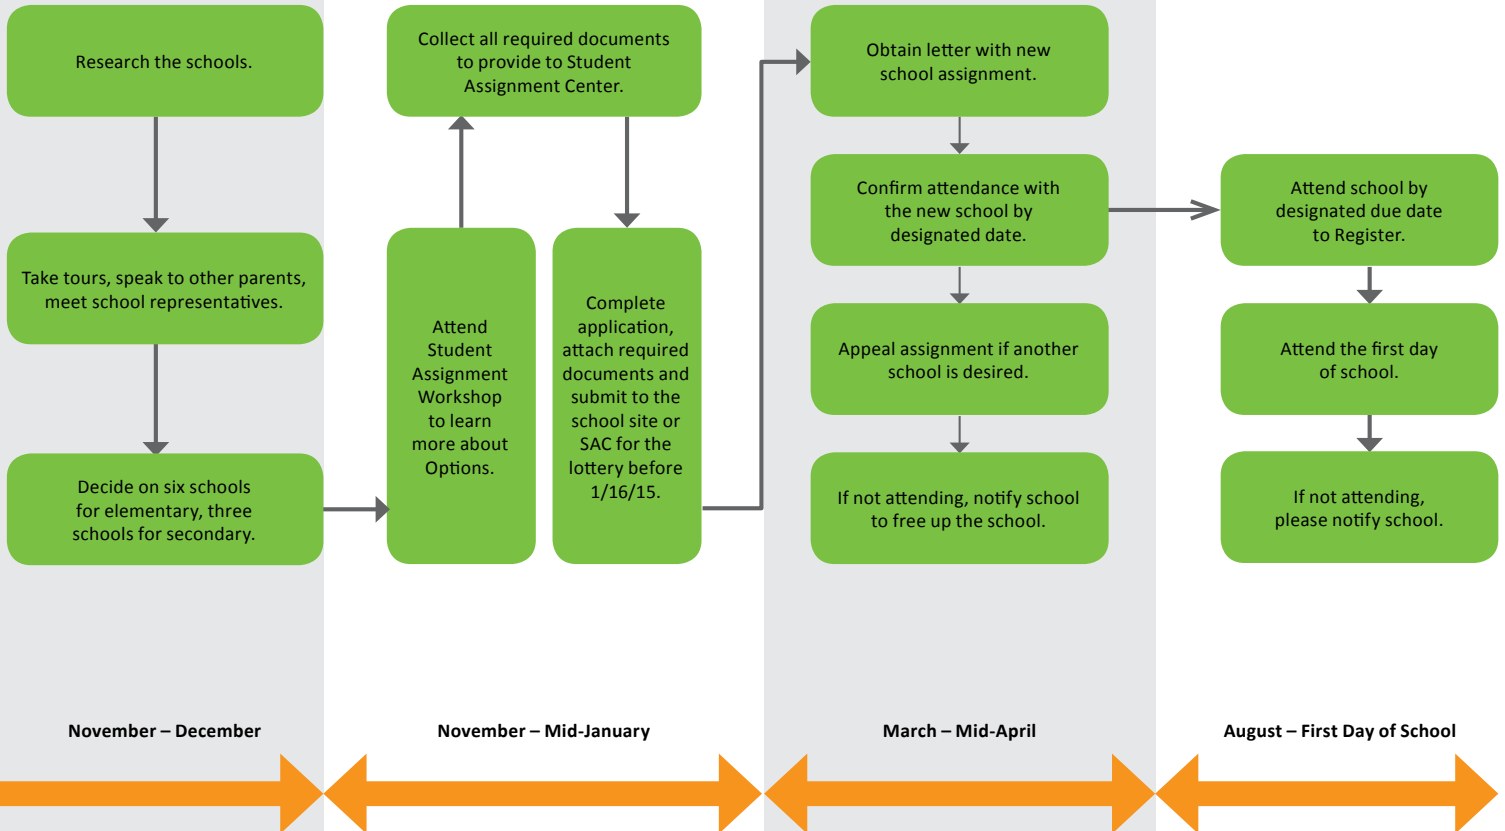 Research the schools.
Take tours, speak to other parents,
meet school representatives.
Decide on six schools
for elementary, three
schools for secondary.
Collect all required documents
to provide to Student
Assignment Center.
Attend
Student
Assignment
Workshop
to learn
more about
Options.
Complete
application,
attach required
documents and
submit to the
school site or
SAC for the
lottery before
1/16/15.
Obtain letter with new
school assignment.
Confirm attendance with
the new school by
designated date.
Appeal assignment if another
school is desired.
If not attending, notify school
to free up the school.
Attend school by
designated due date
to Register.
Attend the first day
of school.
If not attending,
please notify school.
November – December
November – Mid-January
March – Mid-April
August – First Day of School